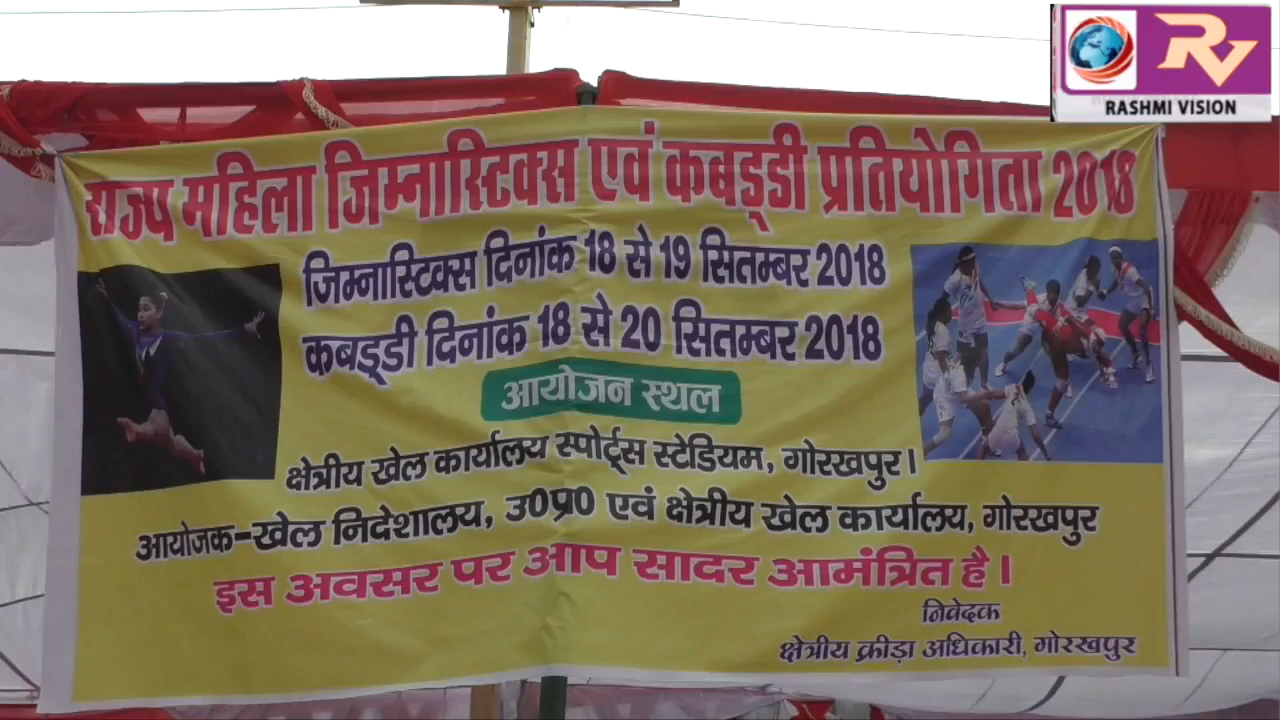 RV
RASHMI VISION
राज्य महिला जिम्नास्टिक्स एवं कबड्डी प्रतियोगिता 2018
जिम्नास्टिक्स दिनांक 18 से 19 सितम्बर 2018
कबड्डी दिनांक 18 से 20 सितम्बर 2018
आयोजन स्थल
क्षेत्रीय खेल कार्यालय स्पोर्ट्स स्टेडियम, गोरखपुर।
आयोजक-खेल निदेशालय, उ0प्र0 एवं क्षेत्रीय खेल कार्यालय, गोरखपुर
इस अवसर पर आप सादर आमंत्रित है।
निवेदक
क्षेत्रीय क्रीड़ा अधिकारी, गोरखपुर